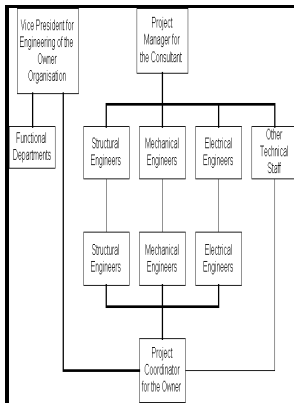 Vice President for
Engineering of the
Owner
Organisation
Project
Manager for
the Consultant
Functional
Departments
Structural
Engineers
Mechanical
Engineers
Electrical
Engineers
Other
Technical
Staff
Structural
Engineers
Mechanical
Engineers
Electrical
Engineers
Project
Coordinator
for the Owner